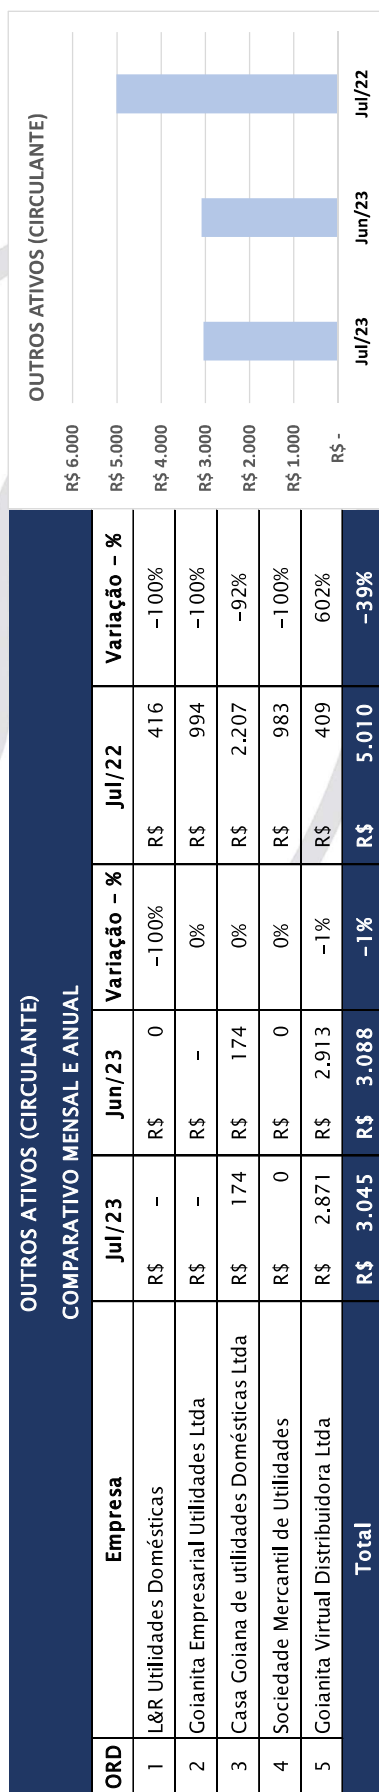 OUTROS ATIVOS (CIRCULANTE)
COMPARATIVO MENSAL E ANUAL
ORD Empresa Jul/23 Jun/23 Variação – % Jul/22 Variação – %
1 L&R Utilidades Domésticas R$ – R$ 0 –100% R$ 416 –100%
2 Goianita Empresarial Utilidades Ltda R$ – R$ – 0% R$ 994 –100%
3 Casa Goiana de utilidades Domésticas Ltda R$ 174 R$ 174 0% R$ 2.207 –92%
4 Sociedade Mercantil de Utilidades R$ 0 R$ 0 0% R$ 983 –100%
5 Goianita Virtual Distribuidora Ltda R$ 2.871 R$ 2.913 –1% R$ 409 602%
Total R$ 3.045 R$ 3.088 –1% R$ 5.010 –39%
OUTROS ATIVOS (CIRCULANTE)
R$ 6.000
R$ 5.000
R$ 4.000
R$ 3.000
R$ 2.000
R$ 1.000
R$ -
Jul/23 Jun/23 Jul/22